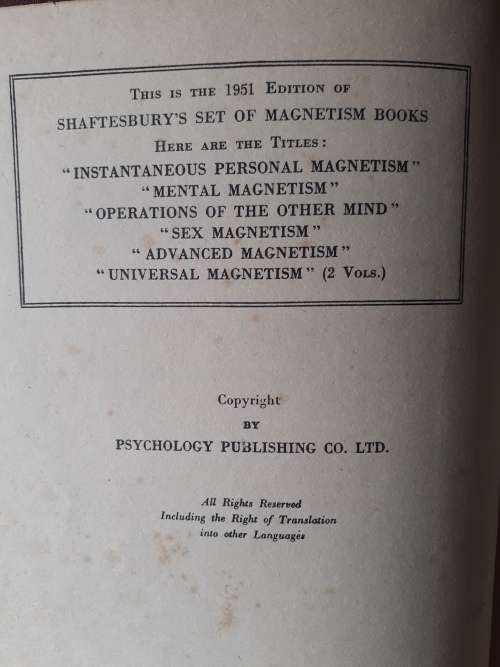 This is the 1951 Edition of
SHAFTESBURY'S SET OF MAGNETISM BOOKS
Here are the Titles:
"INSTANTANEOUS PERSONAL MAGNETISM"
"MENTAL MAGNETISM"
"OPERATIONS OF THE OTHER MIND"
"SEX MAGNETISM"
"ADVANCED MAGNETISM"
"UNIVERSAL MAGNETISM" (2 Vols.)
Copyright
BY
PSYCHOLOGY PUBLISHING CO. LTD.
All Rights Reserved
Including the Right of Translation
into other Languages